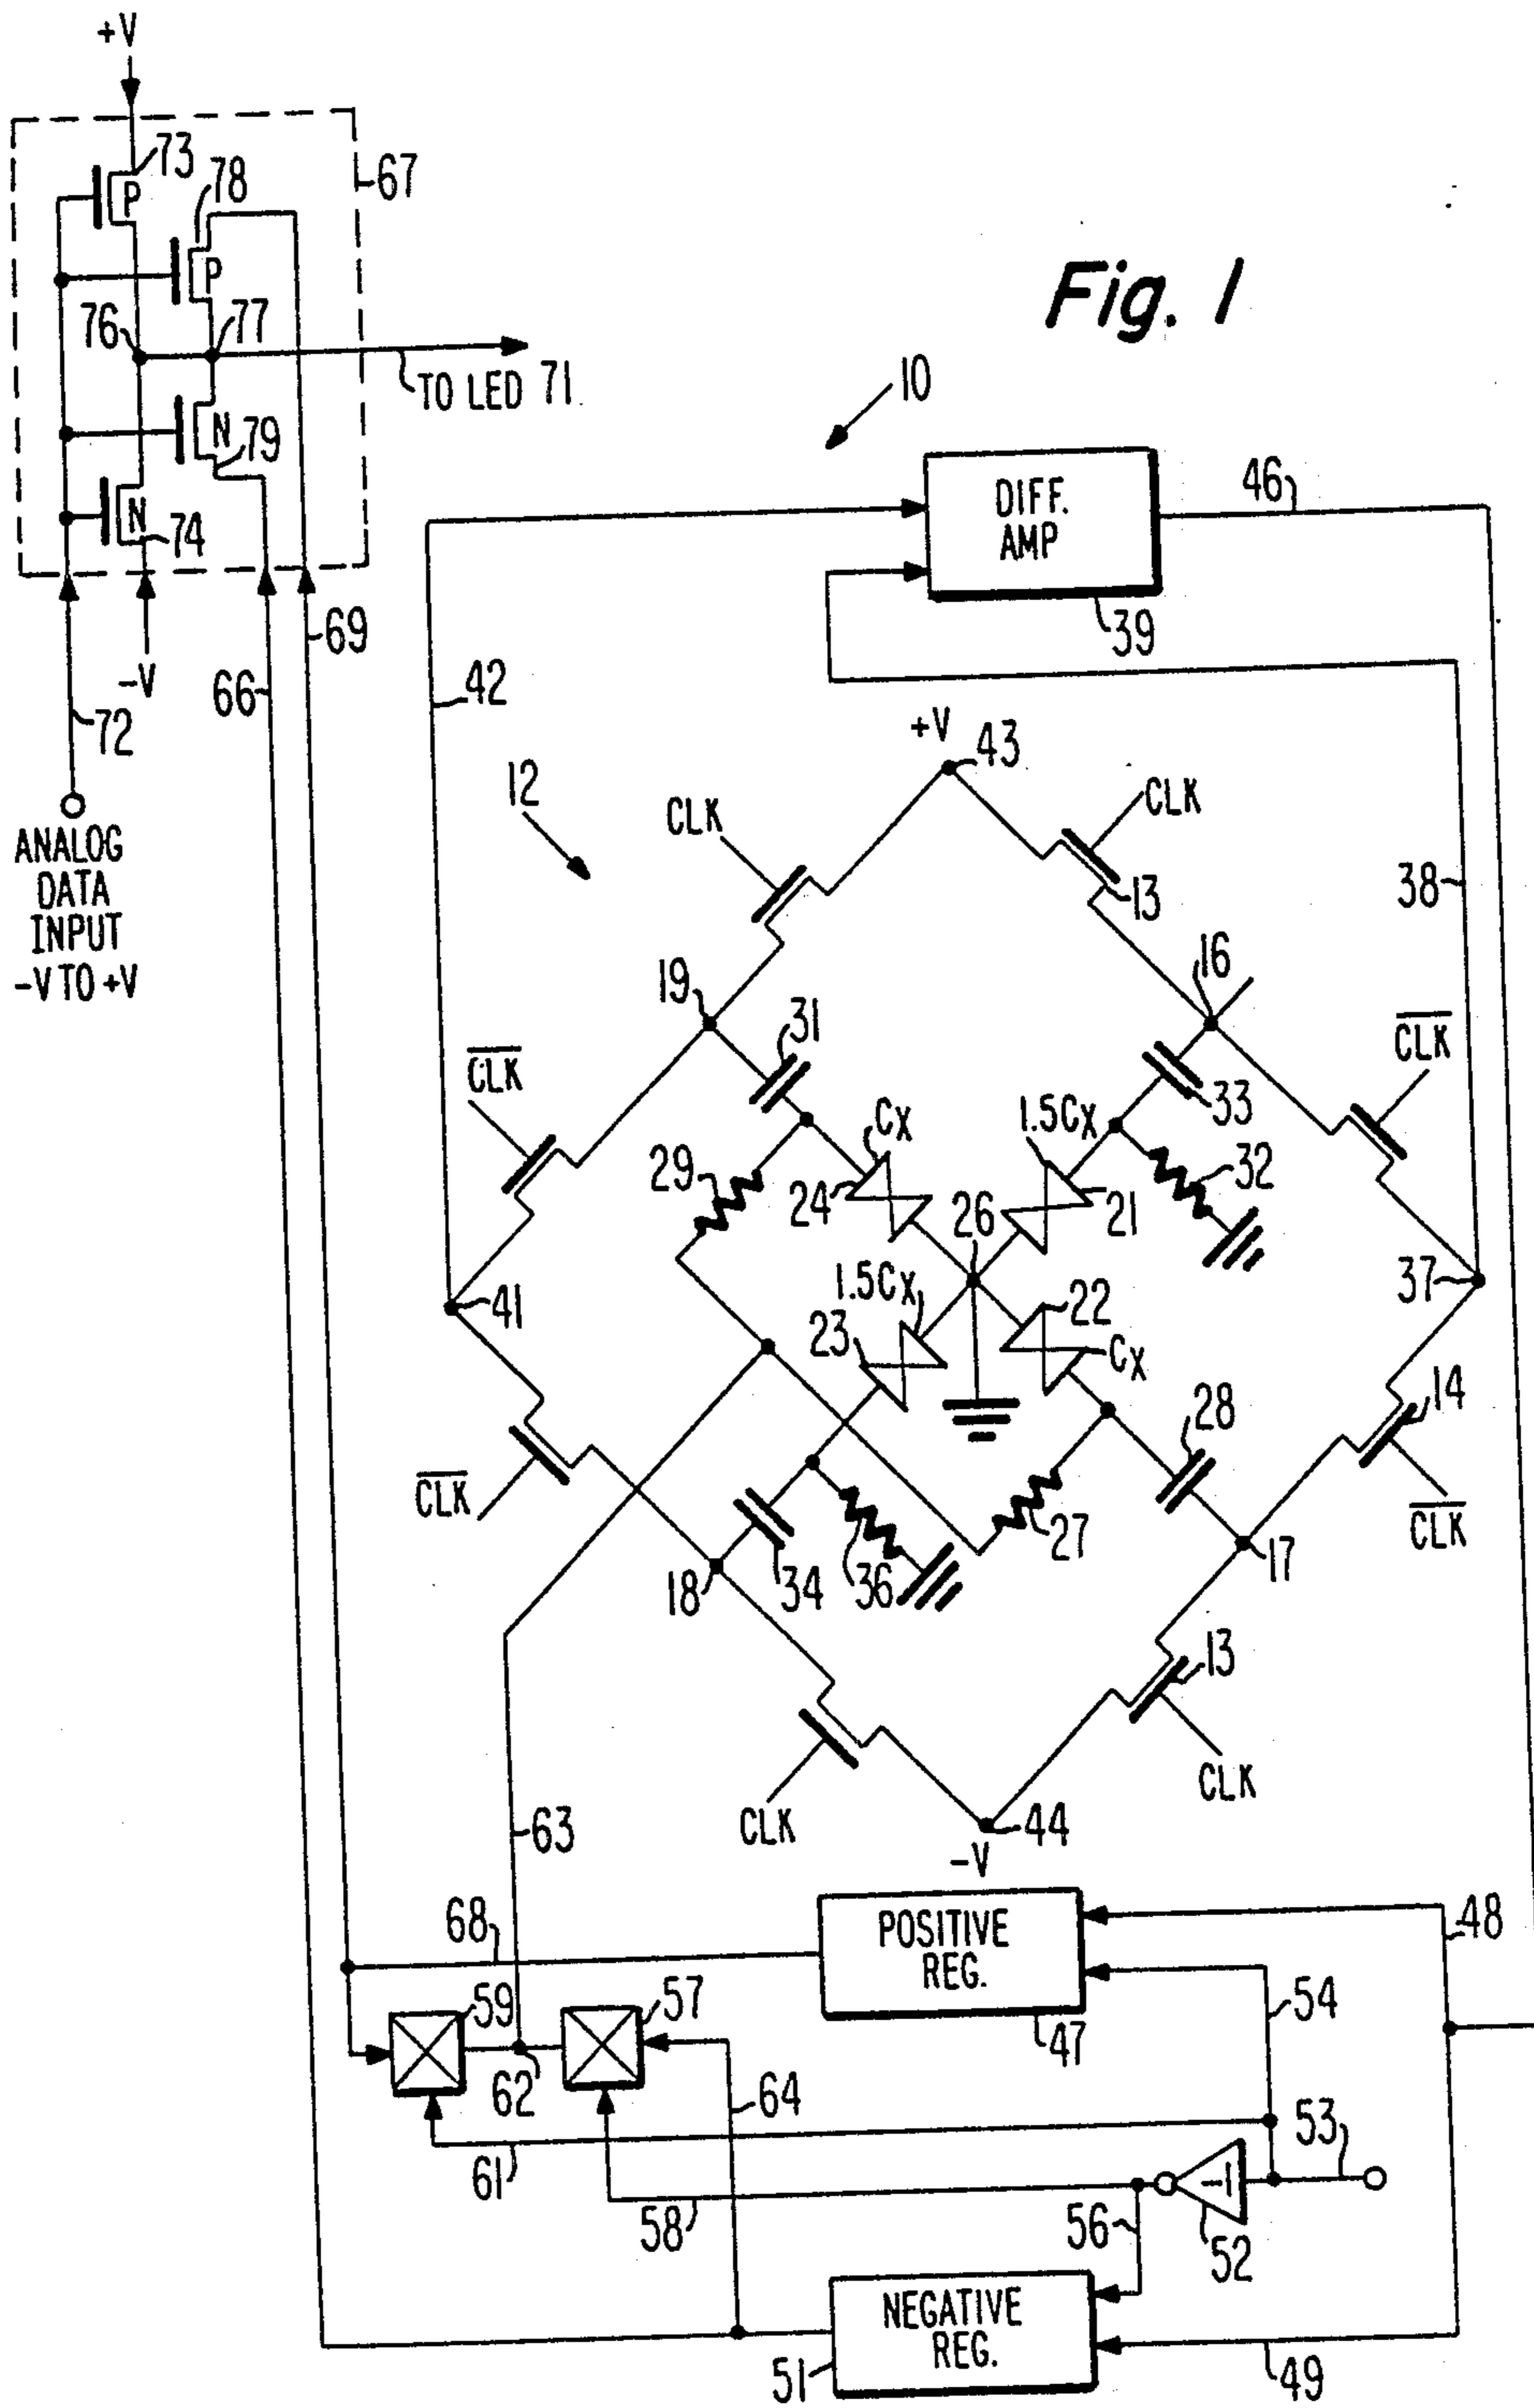 +V
73
78
67
P
P
76
77
TO LED 71
N
79
N
74
69
-V
66
72
ANALOG
DATA
INPUT
-V TO +V
Fig. 1
10
DIFF.
AMP
46
39
42
38
+V
43
12
CLK
CLK
13
16
19
31
33
CLK
CLK
CX
1.5CX
29
24
26
21
32
41
1.5CX
22
37
23
CX
28
14
CLK
18
34
36
27
17
CLK
13
CLK
CLK
63
44
-V
68
POSITIVE
REG.
48
59
57
54
62
47
64
53
61
-1
58
56
52
NEGATIVE
REG.
51
49